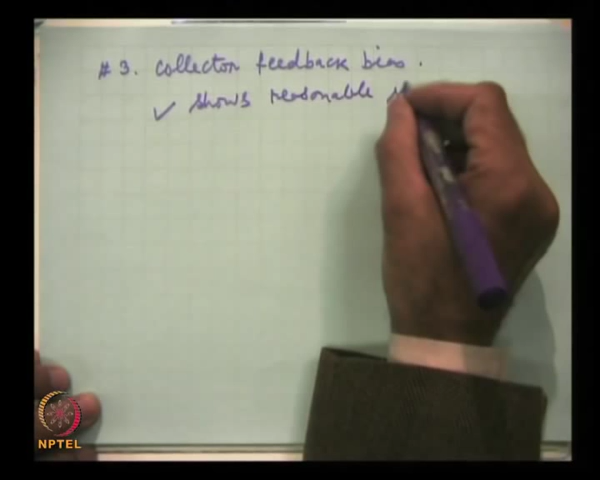 # 3. collector feedback bias.
✓ shows reasonable
NPTEL